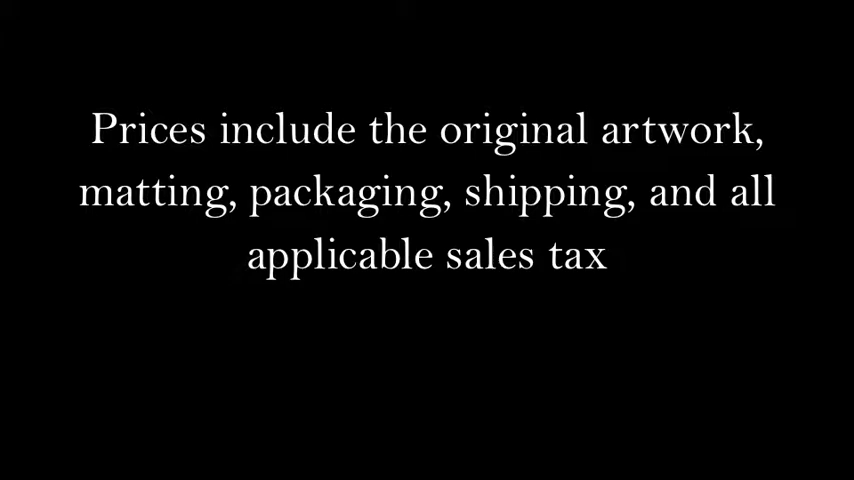 Prices include the original artwork,
matting, packaging, shipping, and all
applicable sales tax